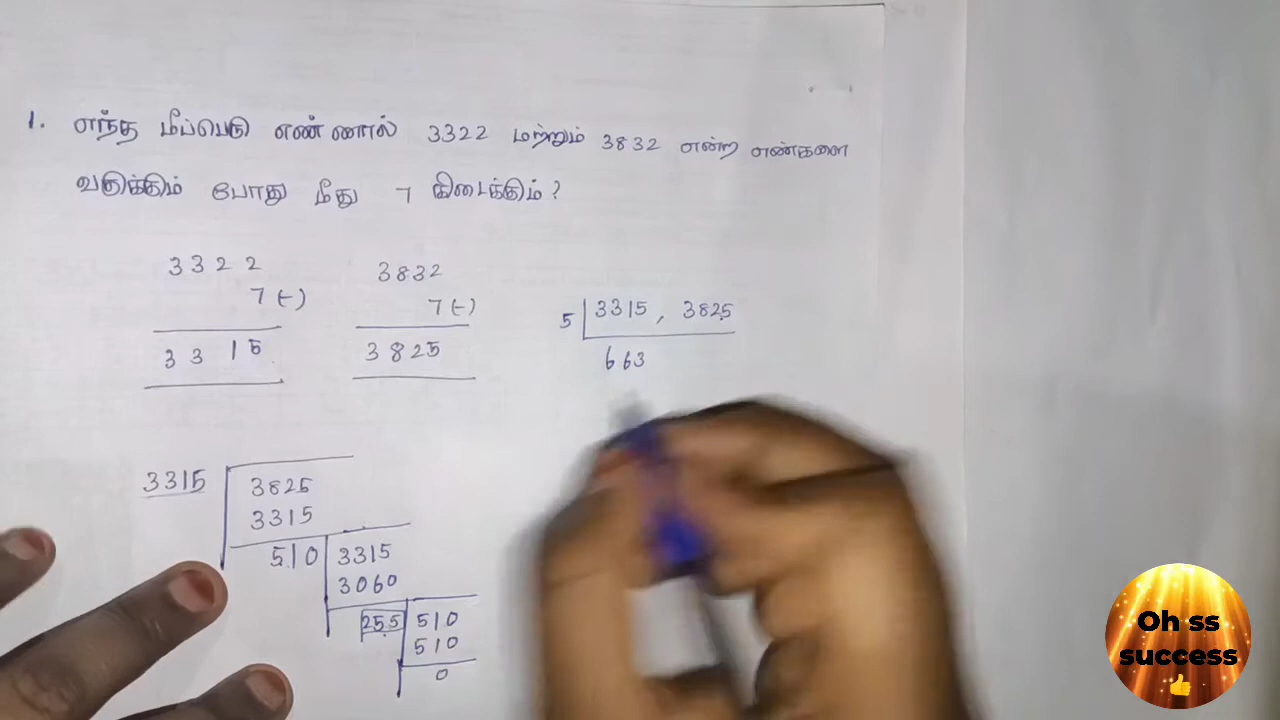 1. எந்த மீப்பெரு எண்ணால் 3322 மற்றும் 3832 என்ற எண்களை
வகுக்கும் போது மீதி 7 கிடைக்கும்?
3322
7 (-)
3315
3832
7 (-)
3825
5 3315, 3825
663
3315 3825
3315
510 3315
3060
255 510
510
0
Oh ss
success